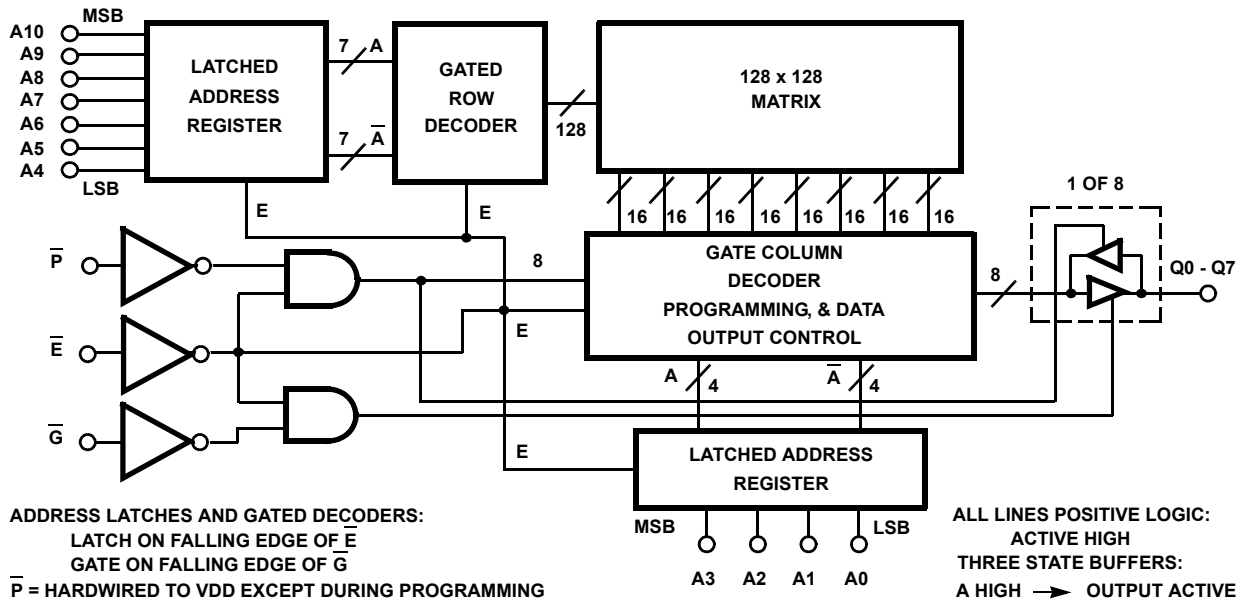 MSB
A10
A9
A8
A7
A6
A5
A4
LSB
LATCHED
ADDRESS
REGISTER
7 A
7 A̅
E
GATED
ROW
DECODER
E
128
128 x 128
MATRIX
16 16 16 16 16 16 16 16
1 OF 8
P̅
E̅
G̅
8
E
GATE COLUMN
DECODER
PROGRAMMING, & DATA
OUTPUT CONTROL
8
Q0 - Q7
A 4
A̅ 4
E
LATCHED ADDRESS
REGISTER
MSB
LSB
A3 A2 A1 A0
ADDRESS LATCHES AND GATED DECODERS:
LATCH ON FALLING EDGE OF E̅
GATE ON FALLING EDGE OF G̅
P̅ = HARDWIRED TO VDD EXCEPT DURING PROGRAMMING
ALL LINES POSITIVE LOGIC:
ACTIVE HIGH
THREE STATE BUFFERS:
A HIGH → OUTPUT ACTIVE